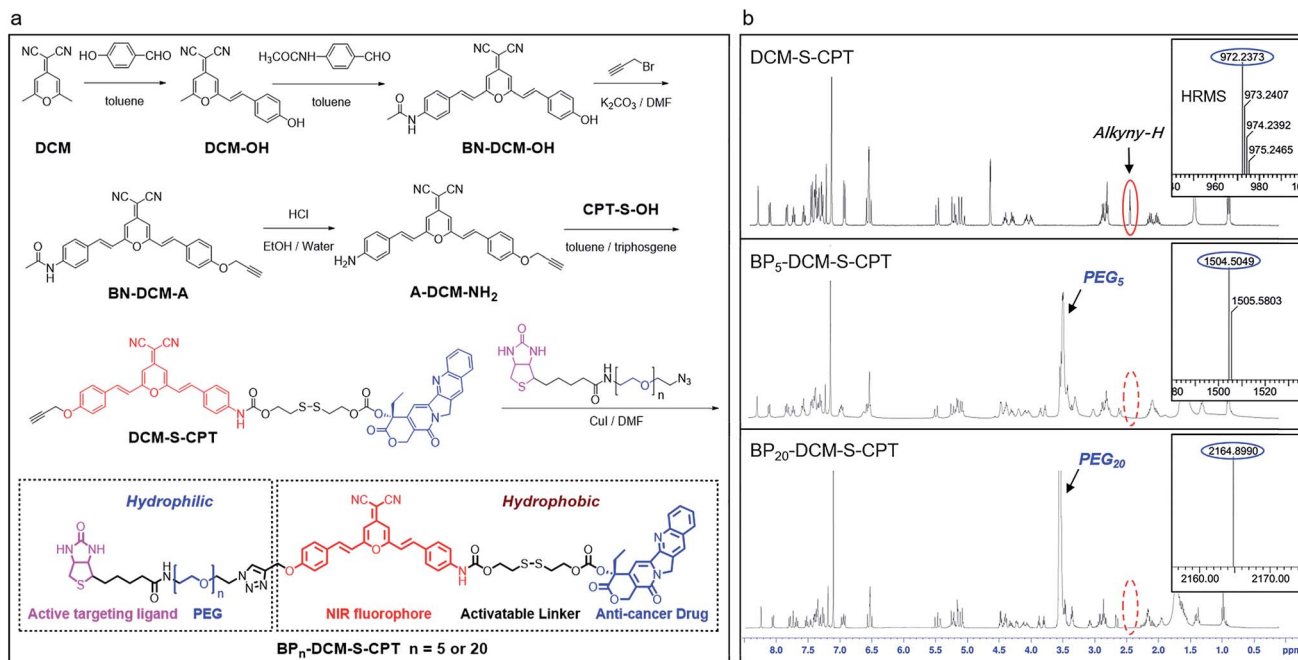 a
NC CN
HO CHO
toluene
DCM
NC CN
H₃COCHN CHO
toluene
OH
DCM-OH
NC CN
O
NH
OH
BN-DCM-OH
Br
K₂CO₃ / DMF
NC CN
O
NH
O
BN-DCM-A
HCl
EtOH / Water
NC CN
H₂N
O
A-DCM-NH₂
CPT-S-OH
toluene / triphosgene
NC CN
DCM-S-CPT
CuI / DMF
Hydrophilic
Hydrophobic
NC CN
Active targeting ligand
PEG
NIR fluorophore
Activatable Linker
Anti-cancer Drug
BPₙ-DCM-S-CPT n = 5 or 20
b
DCM-S-CPT
Alkyny-H
HRMS
972.2373
973.2407
974.2392
975.2465
960 980
BP₅-DCM-S-CPT
PEG₅
1504.5049
1505.5803
1500 1520
BP₂₀-DCM-S-CPT
PEG₂₀
2164.8990
2160.00 2170.00
8.0 7.5 7.0 6.5 6.0 5.5 5.0 4.5 4.0 3.5 3.0 2.5 2.0 1.5 1.0 0.5 ppm